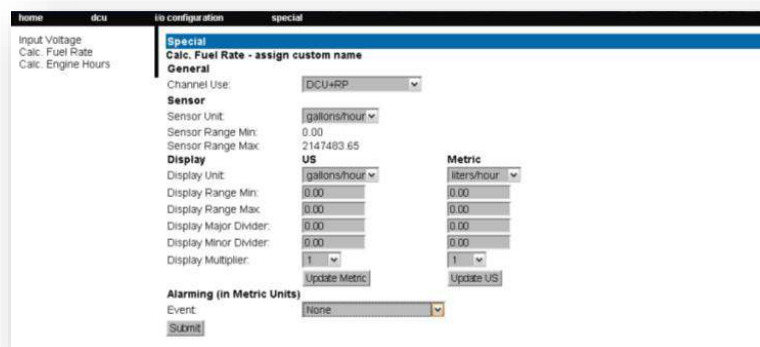 home dcu i/o configuration special
Input Voltage
Calc. Fuel Rate
Calc. Engine Hours
Special
Calc. Fuel Rate - assign custom name
General
Channel Use: DCU+RP
Sensor
Sensor Unit: gallons/hour
Sensor Range Min: 0.00
Sensor Range Max: 2147483.65
Display US Metric
Display Unit: gallons/hour liters/hour
Display Range Min: 0.00 0.00
Display Range Max: 0.00 0.00
Display Major Divider: 0.00 0.00
Display Minor Divider: 0.00 0.00
Display Multiplier: 1 1
Update Metric Update US
Alarming (in Metric Units)
Event: None
Submit